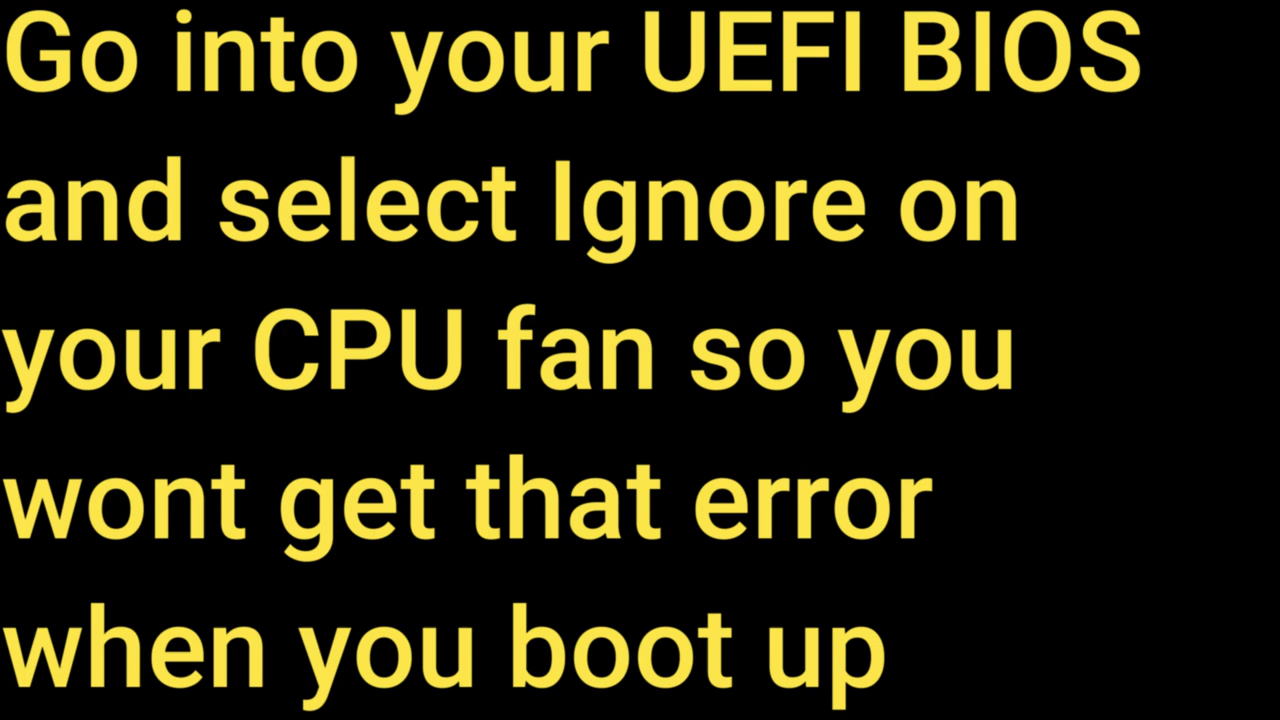 Go into your UEFI BIOS
and select Ignore on
your CPU fan so you
wont get that error
when you boot up